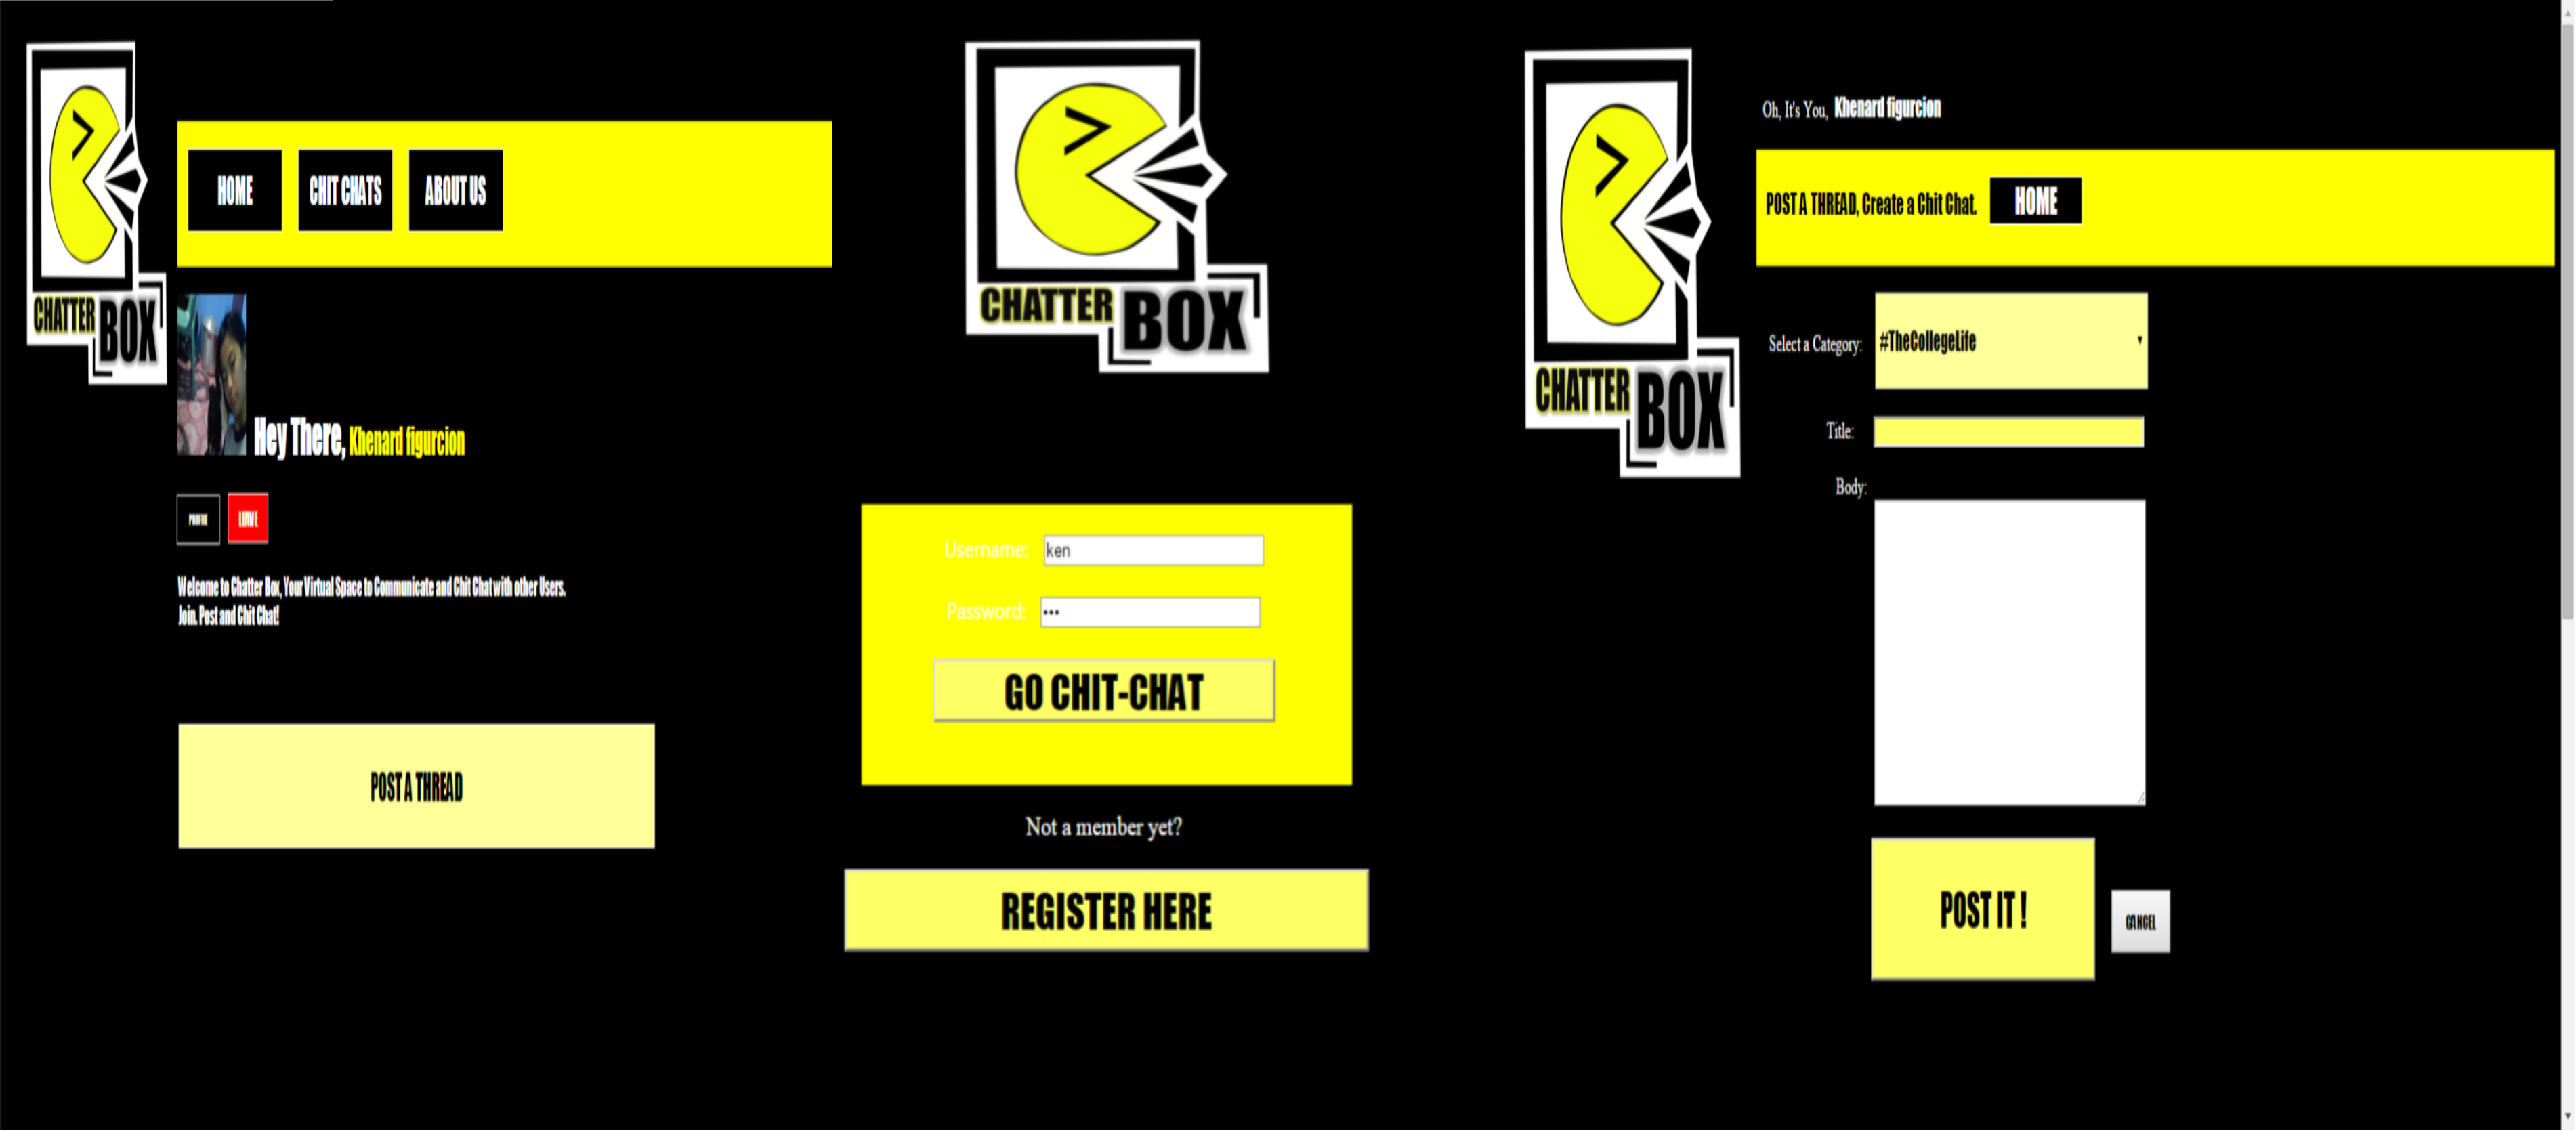 HOME
CHIT CHATS
ABOUT US
CHATTER BOX
Hey There, Khenard figurcion
PROFILE
Welcome to Chatter Box, Your Virtual Space to Communicate and Chit Chat with other Users.
Join. Post and Chit Chat!
POST A THREAD
CHATTER BOX
Username: ken
Password: •••
GO CHIT-CHAT
Not a member yet?
REGISTER HERE
CHATTER BOX
Oh, It's You, Khenard figurcion
POST A THREAD, Create a Chit Chat.
HOME
Select a Category: #TheCollegeLife
Title:
Body:
POST IT !
CANCEL